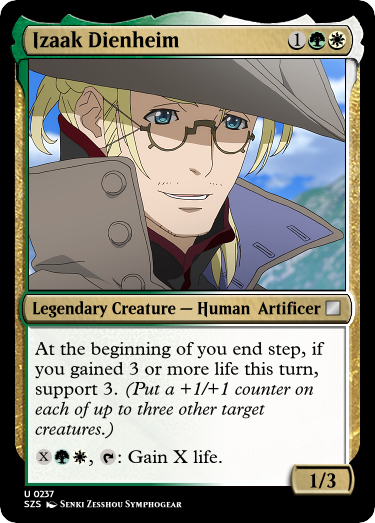 Izaak Dienheim 1
Legendary Creature — Human Artificer
At the beginning of you end step, if
you gained 3 or more life this turn,
support 3. (Put a +1/+1 counter on
each of up to three other target
creatures.)
X, : Gain X life.
1/3
U 0237
SZS Senki Zesshou Symphogear